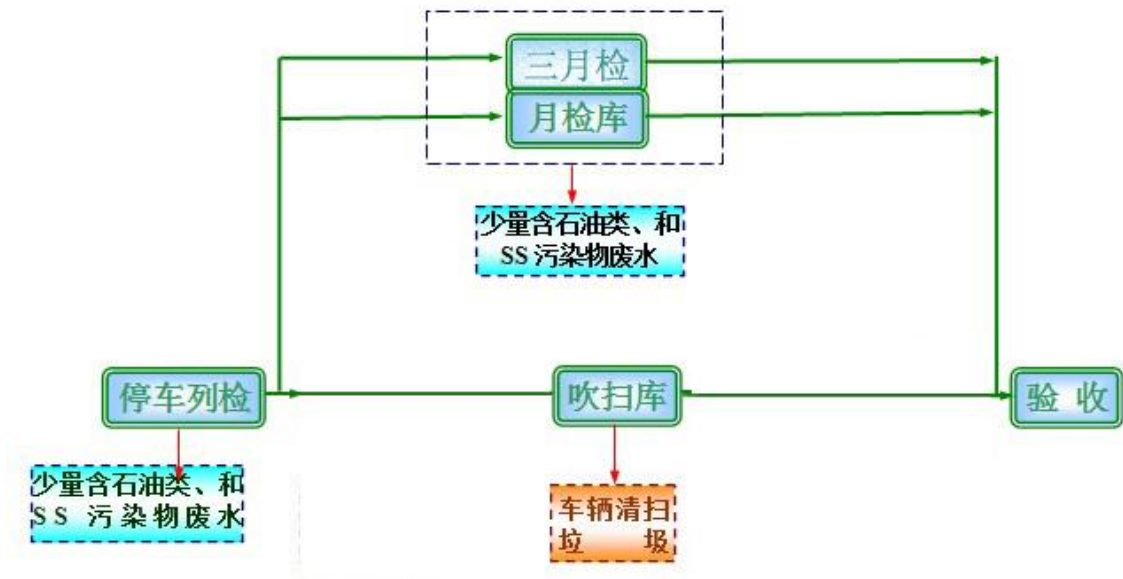 三月检
月检库
少量含石油类、和
SS 污染物废水
停车列检
吹扫库
验 收
少量含石油类、和
SS 污染物废水
车辆清扫
垃 圾